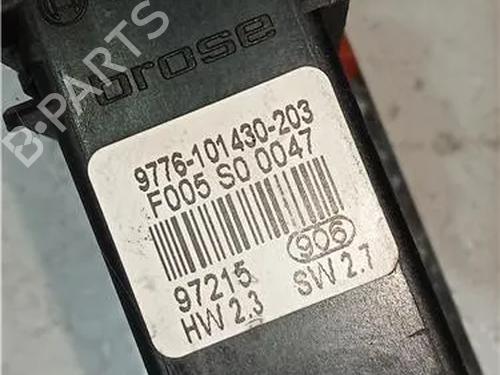 brose
9776-101430-203
F005 S0 0047
97215 906
HW 2.3 SW 2.7
B-PARTS